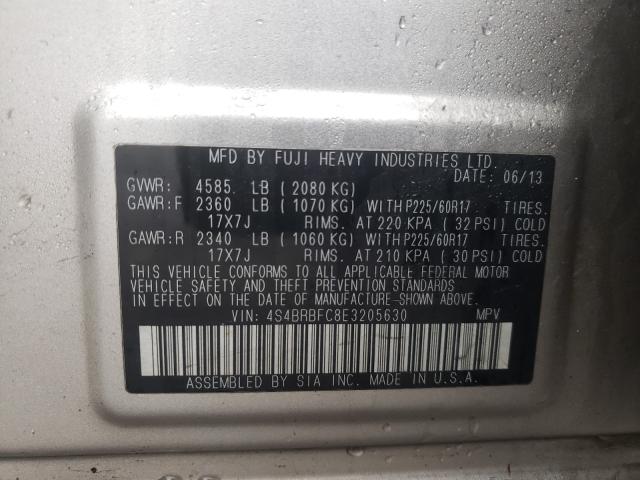 MFD BY FUJI HEAVY INDUSTRIES LTD.
DATE: 06/13
GVWR: 4585. LB ( 2080 KG)
GAWR:F 2360 LB ( 1070 KG) WITH P225/60R17 TIRES.
17X7J RIMS. AT 220 KPA ( 32 PSI) COLD
GAWR:R 2340 LB ( 1060 KG) WITH P225/60R17 TIRES.
17X7J RIMS. AT 210 KPA ( 30 PSI) COLD
THIS VEHICLE CONFORMS TO ALL APPLICABLE FEDERAL MOTOR
VEHICLE SAFETY AND THEFT PREVENTION STANDARDS
IN EFFECT ON THE DATE OF MANUFACTURE SHOWN ABOVE.
VIN: 4S4BRBFC8E3205630 MPV
ASSEMBLED BY SIA INC. MADE IN U.S.A.